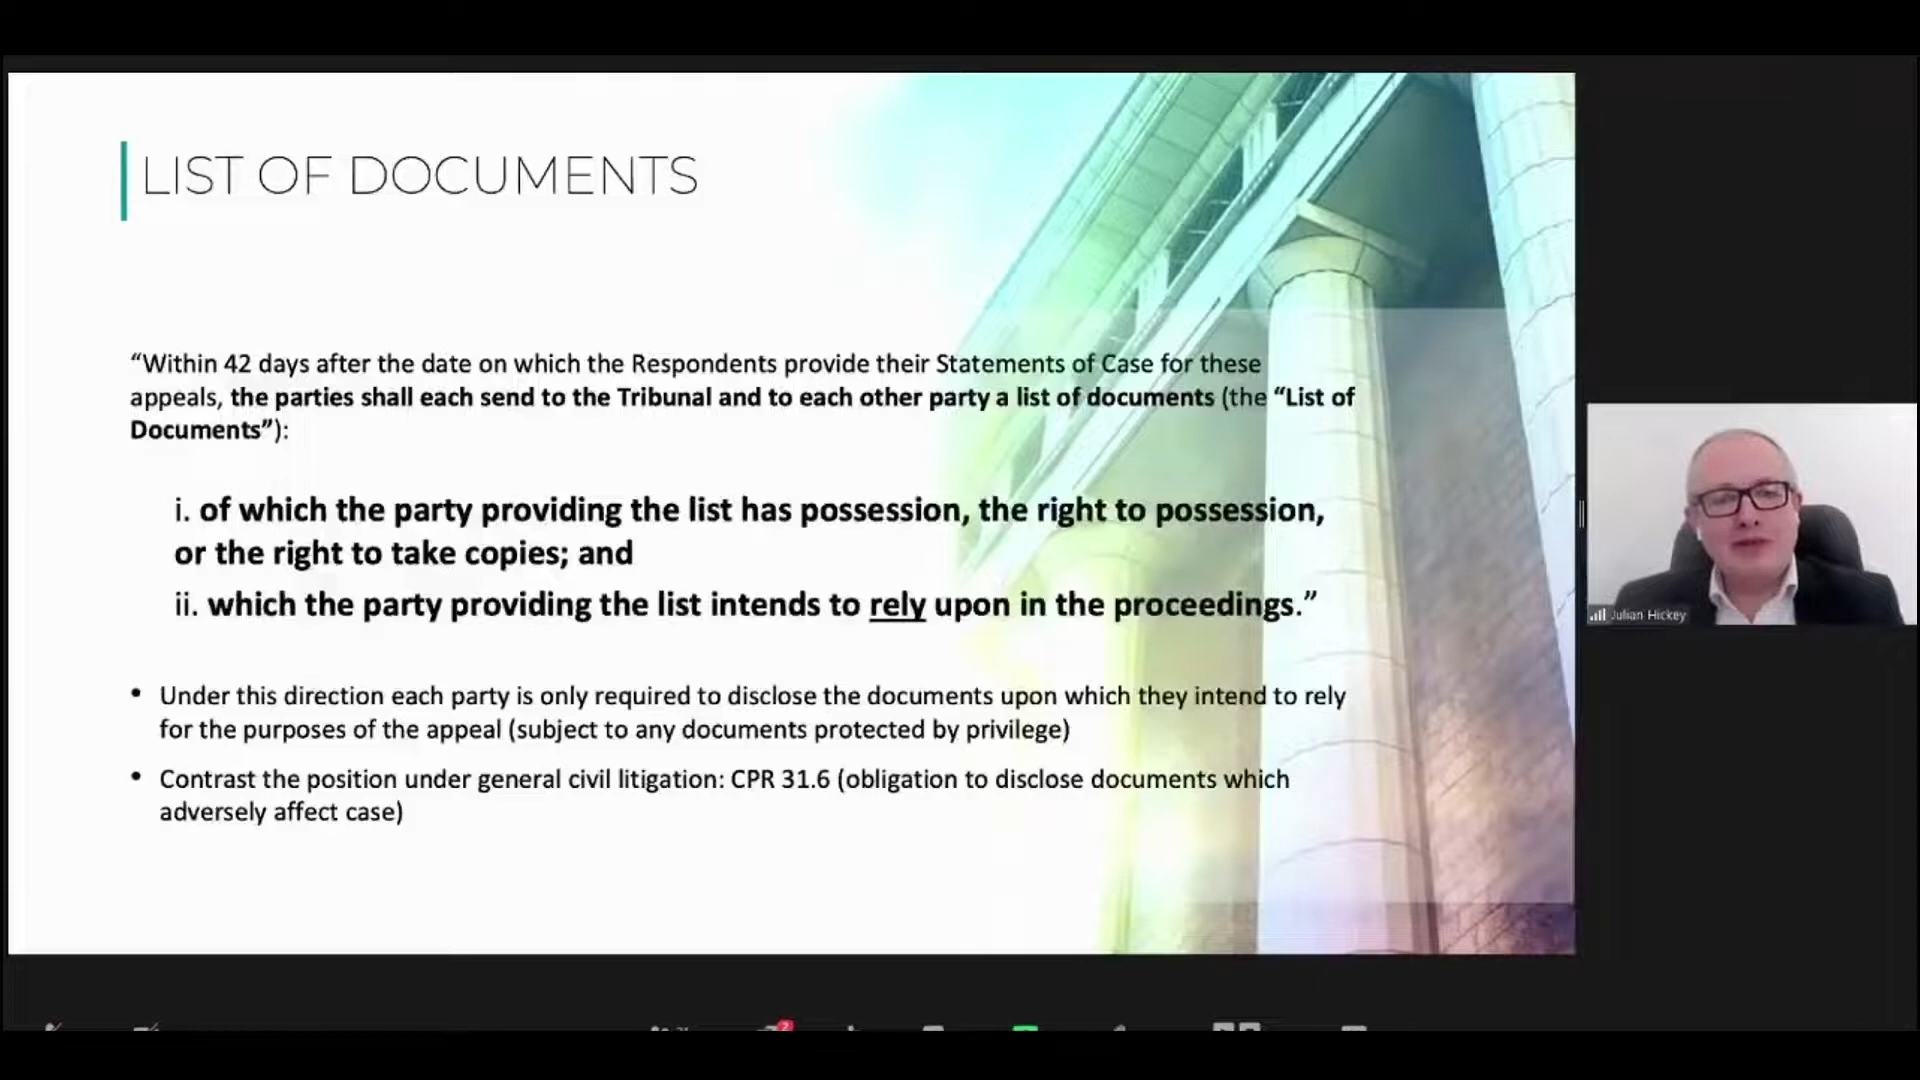 LIST OF DOCUMENTS
“Within 42 days after the date on which the Respondents provide their Statements of Case for these
appeals, the parties shall each send to the Tribunal and to each other party a list of documents (the “List of
Documents”):
i. of which the party providing the list has possession, the right to possession,
or the right to take copies; and
ii. which the party providing the list intends to rely upon in the proceedings.”
• Under this direction each party is only required to disclose the documents upon which they intend to rely
for the purposes of the appeal (subject to any documents protected by privilege)
• Contrast the position under general civil litigation: CPR 31.6 (obligation to disclose documents which
adversely affect case)
Julian Hickey
2